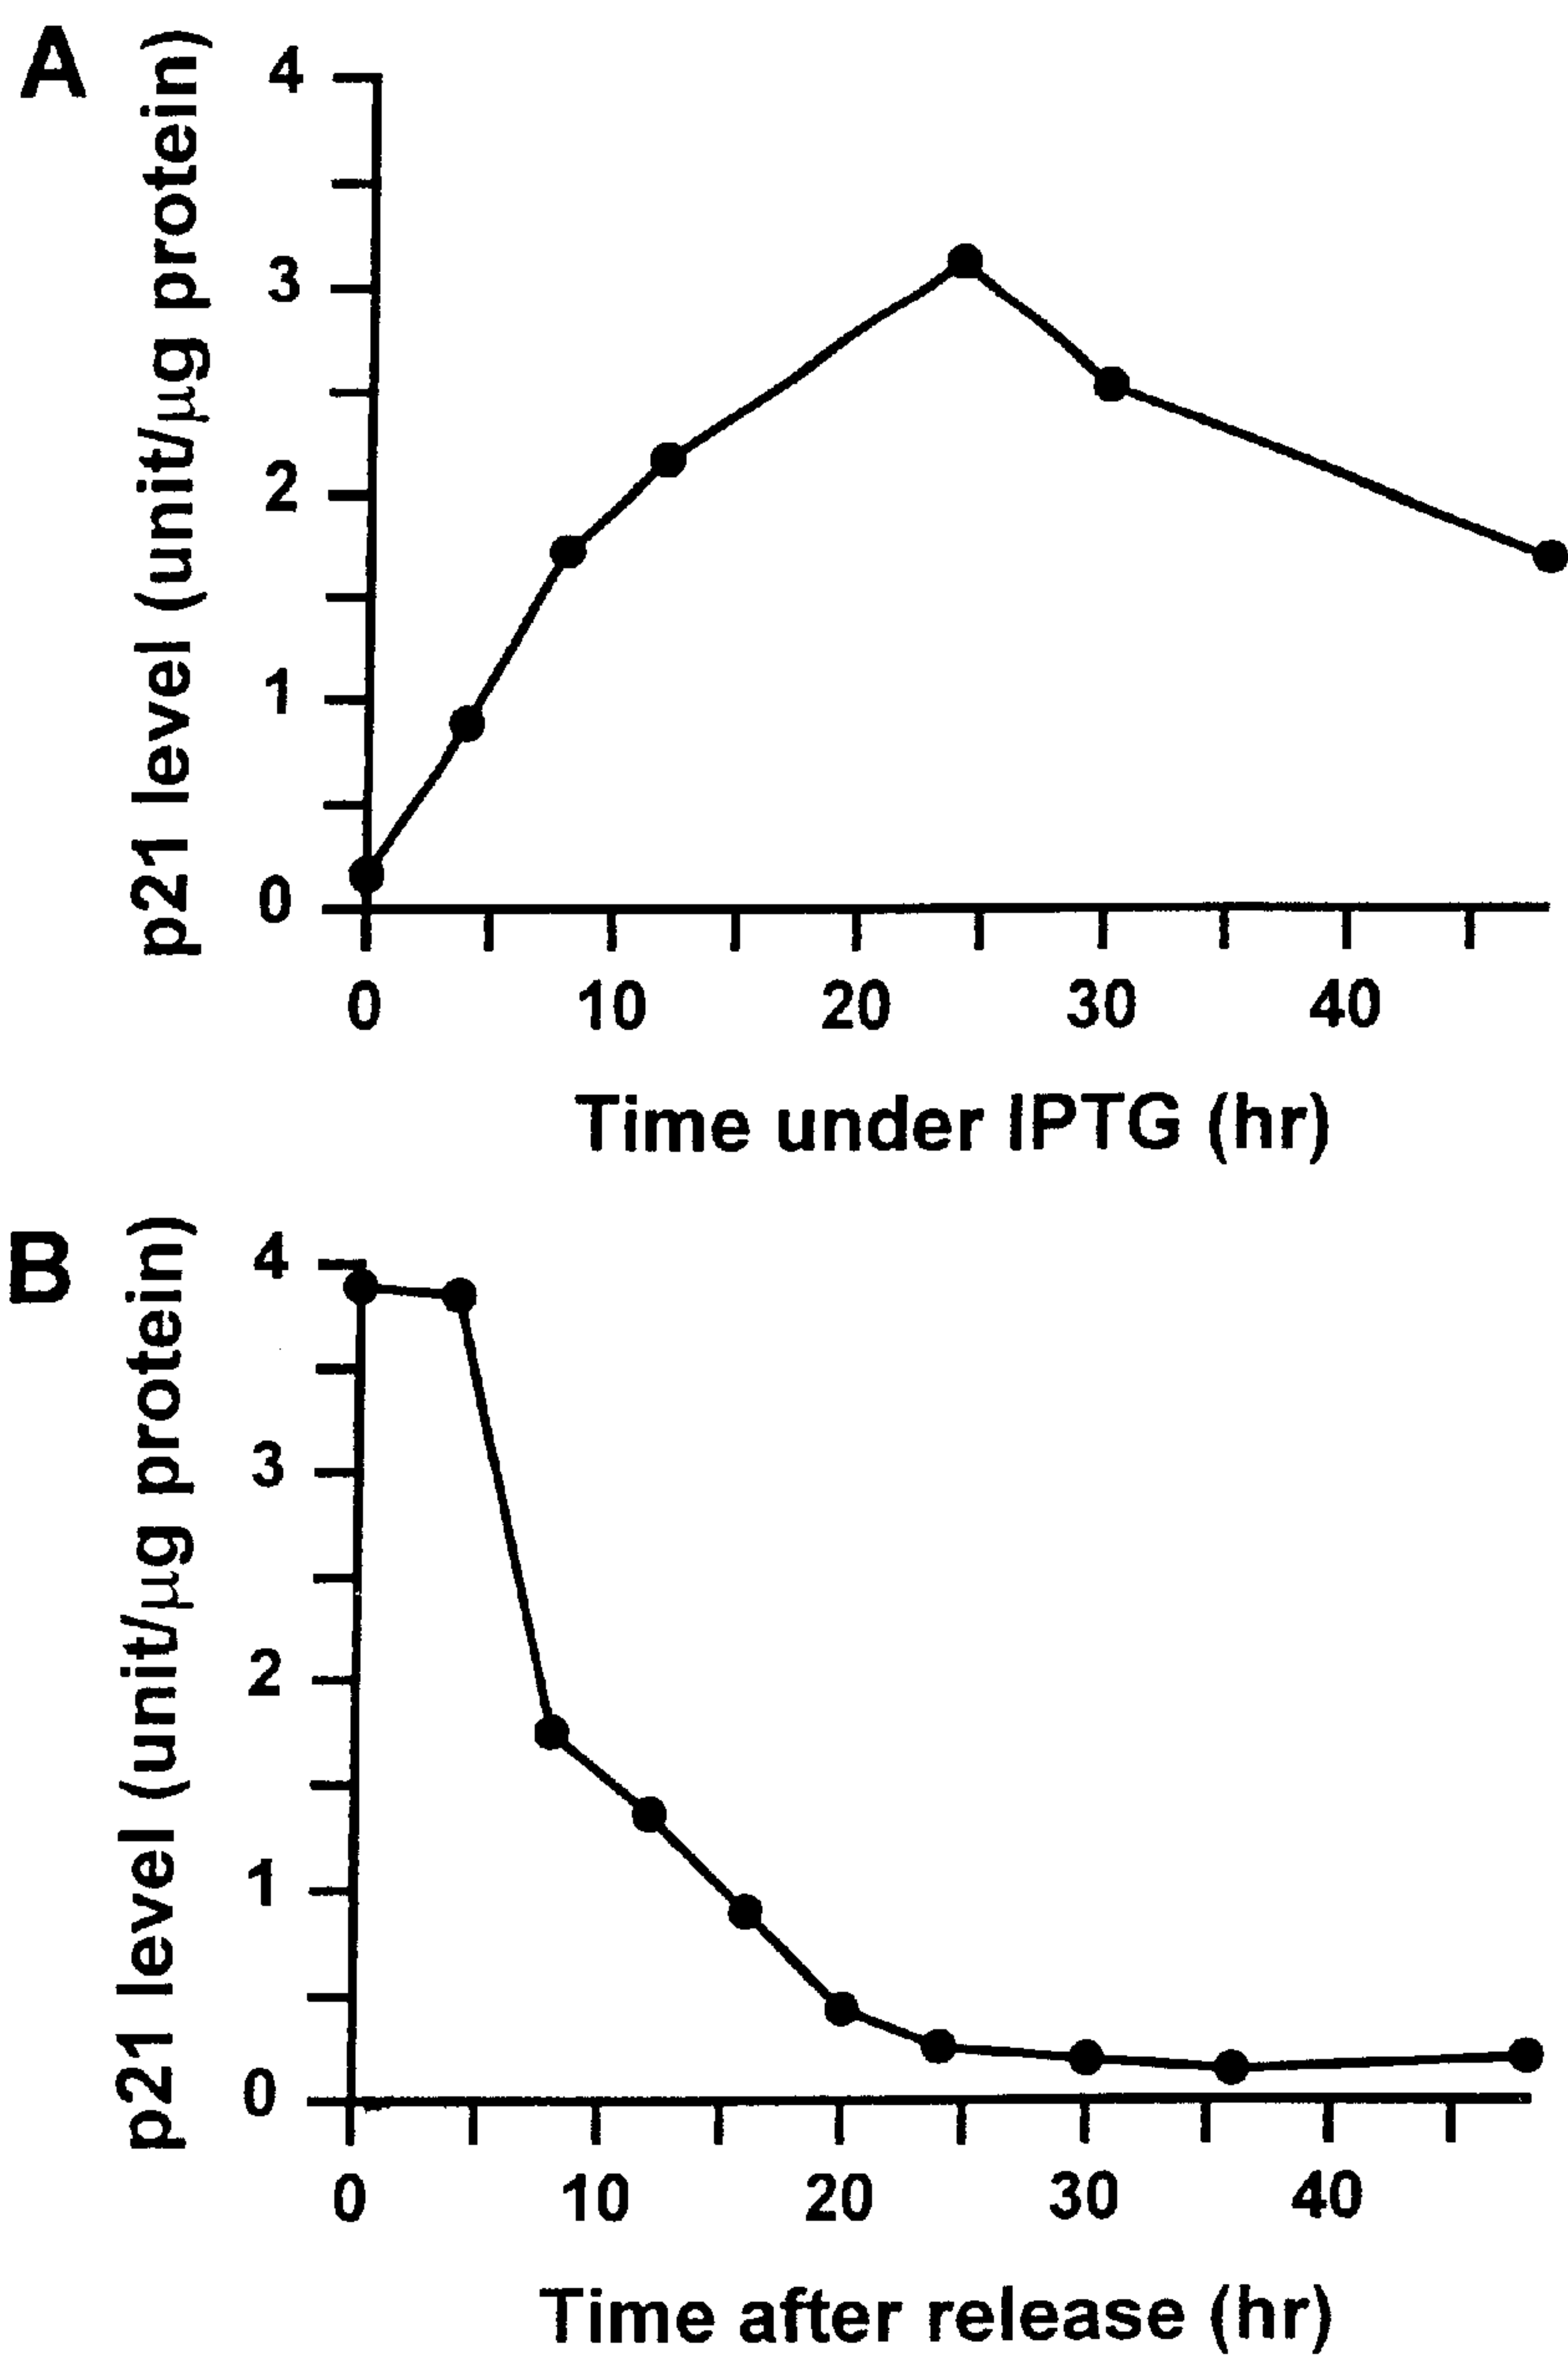 A
p21 level (unit/μg protein)
4
3
2
1
0
0 10 20 30 40
Time under IPTG (hr)
B
p21 level (unit/μg protein)
4
3
2
1
0
0 10 20 30 40
Time after release (hr)